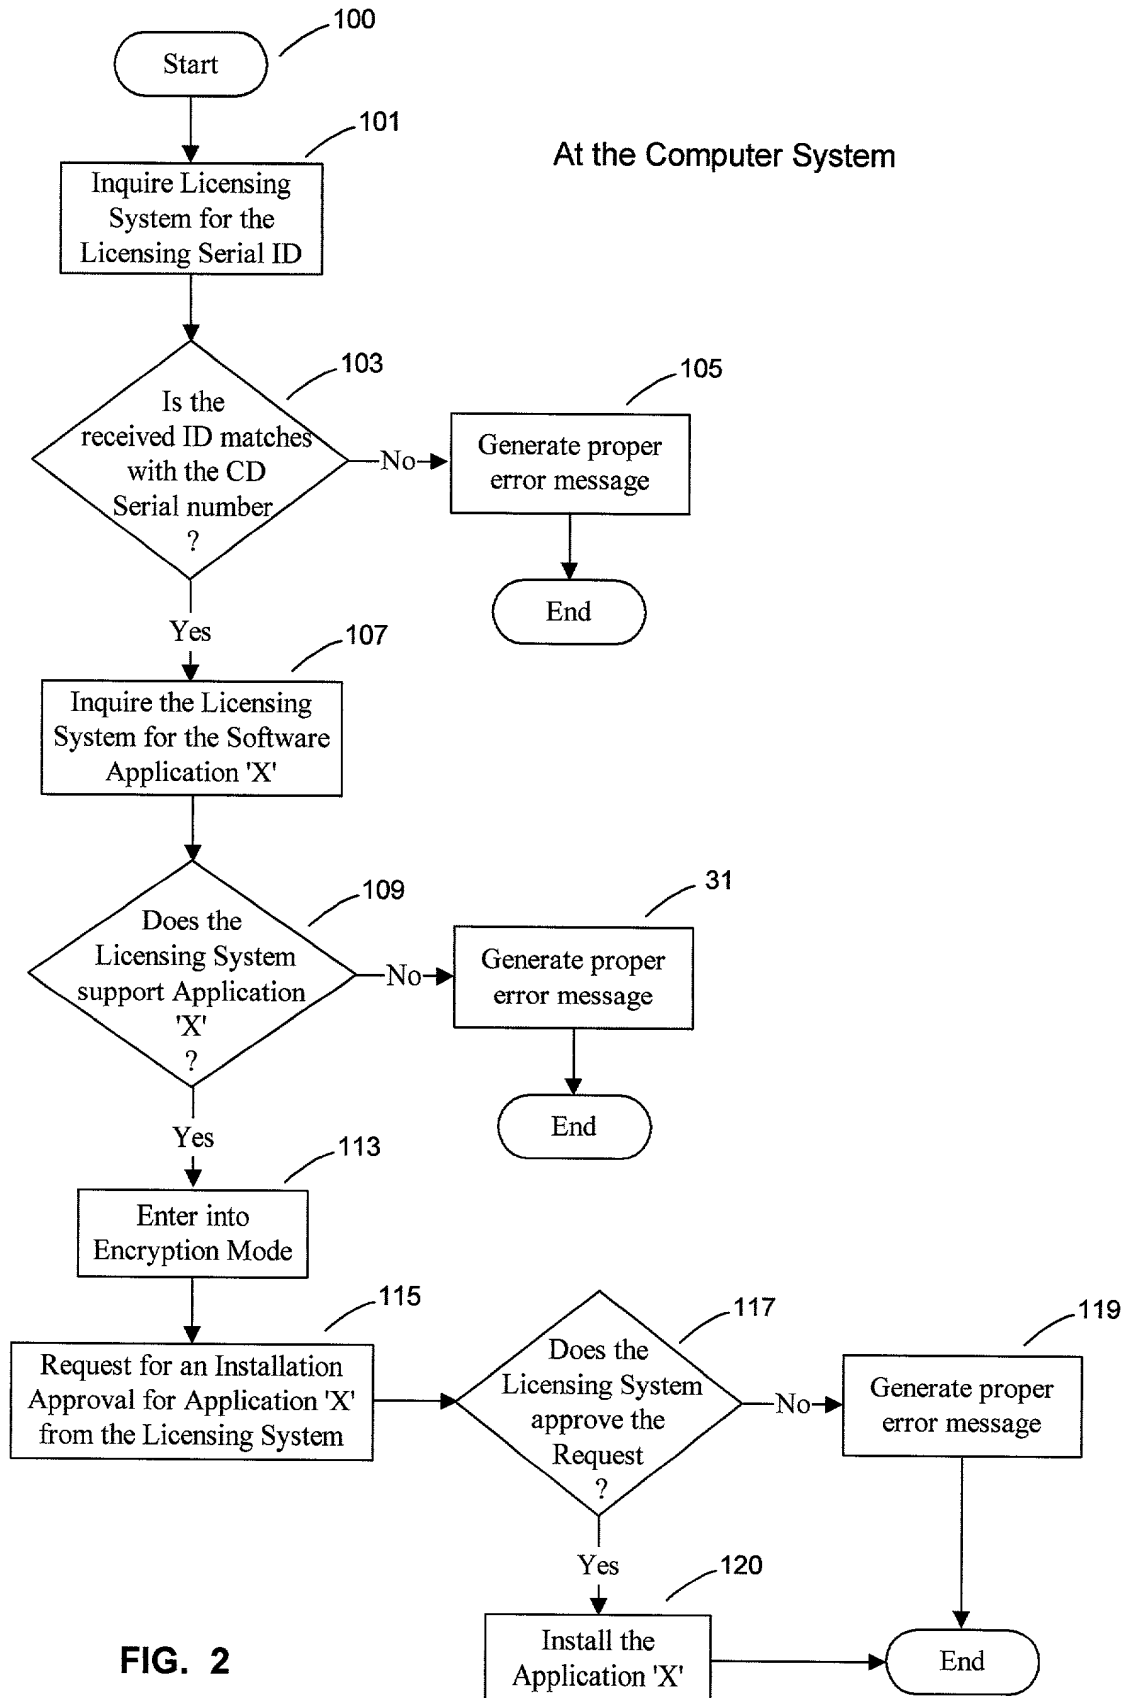 100
Start
101
At the Computer System
Inquire Licensing
System for the
Licensing Serial ID
103
Is the
received ID matches
with the CD
Serial number
?
No
105
Generate proper
error message
End
Yes
107
Inquire the Licensing
System for the Software
Application 'X'
109
Does the
Licensing System
support Application
'X'
?
No
31
Generate proper
error message
End
Yes
113
Enter into
Encryption Mode
115
Request for an Installation
Approval for Application 'X'
from the Licensing System
117
Does the
Licensing System
approve the
Request
?
No
119
Generate proper
error message
Yes
120
Install the
Application 'X'
End
FIG. 2